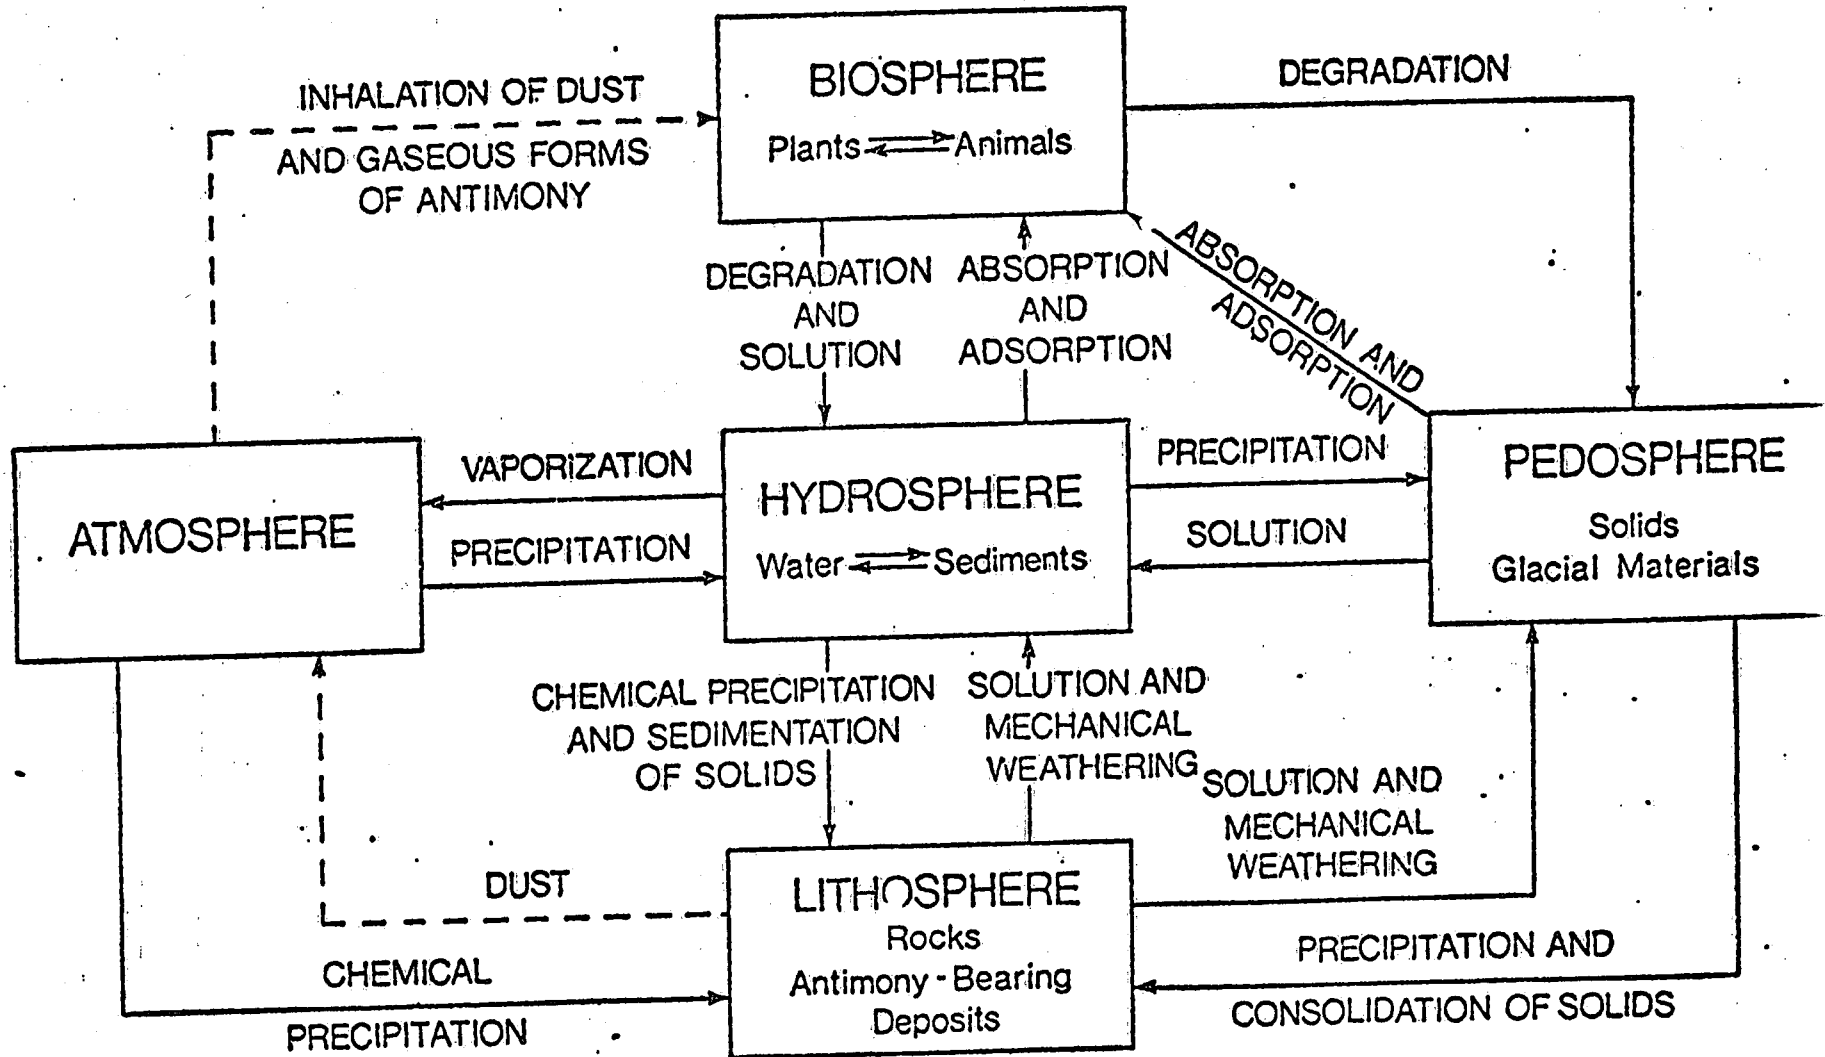 INHALATION OF DUST
AND GASEOUS FORMS
OF ANTIMONY
BIOSPHERE
Plants Animals
DEGRADATION
DEGRADATION
AND
SOLUTION
ABSORPTION
AND
ADSORPTION
ABSORPTION AND
ADSORPTION
ATMOSPHERE
VAPORIZATION
PRECIPITATION
HYDROSPHERE
Water Sediments
PRECIPITATION
SOLUTION
PEDOSPHERE
Solids
Glacial Materials
CHEMICAL PRECIPITATION
AND SEDIMENTATION
OF SOLIDS
SOLUTION AND
MECHANICAL
WEATHERING
SOLUTION AND
MECHANICAL
WEATHERING
DUST
CHEMICAL
PRECIPITATION
LITHOSPHERE
Rocks
Antimony-Bearing
Deposits
PRECIPITATION AND
CONSOLIDATION OF SOLIDS